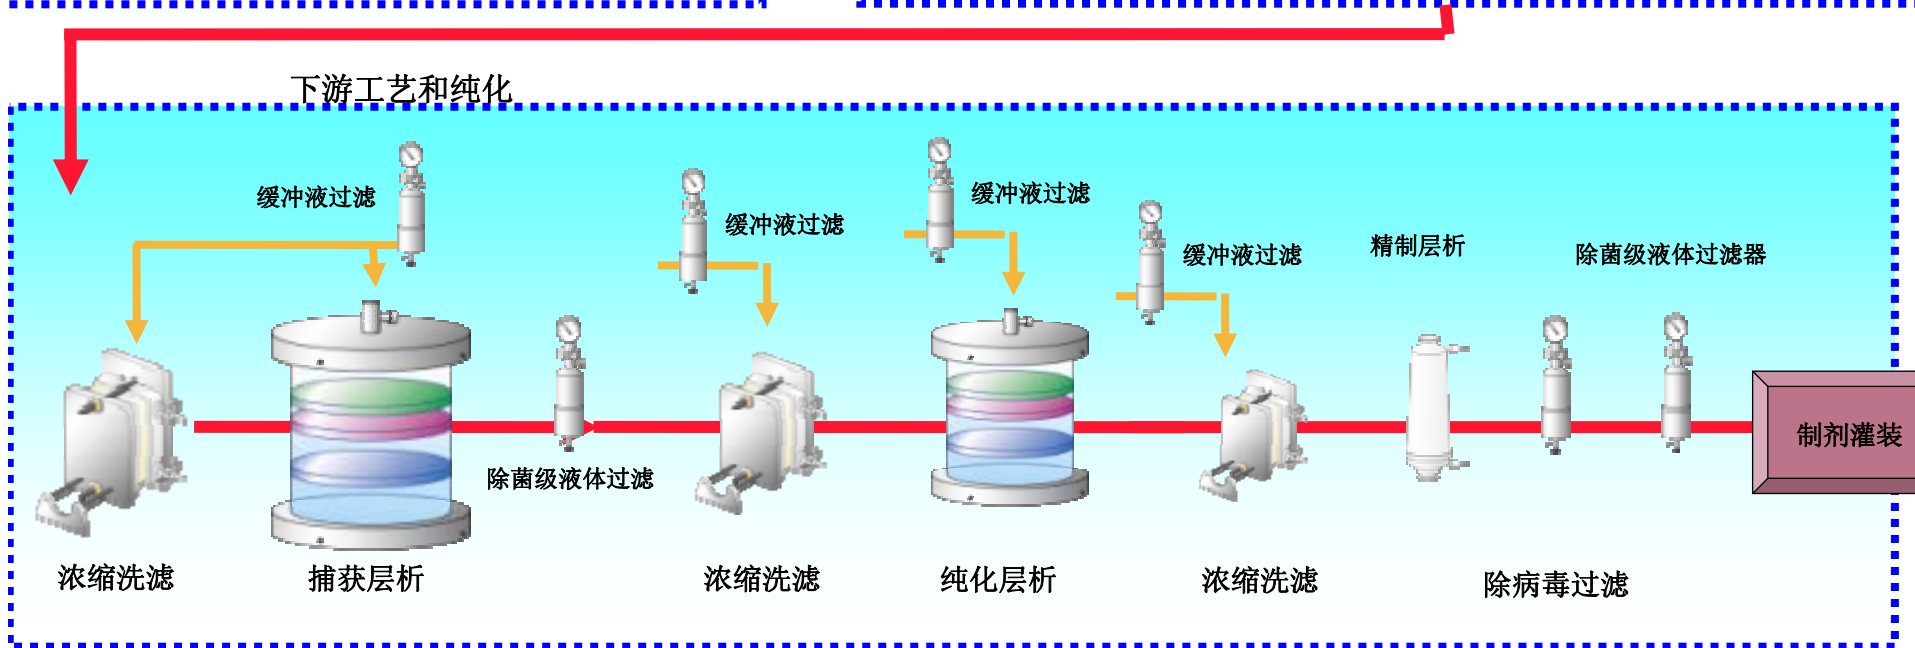 下游工艺和纯化
缓冲液过滤
缓冲液过滤
缓冲液过滤
缓冲液过滤
精制层析
除菌级液体过滤器
除菌级液体过滤
制剂灌装
浓缩洗滤
捕获层析
浓缩洗滤
纯化层析
浓缩洗滤
除病毒过滤